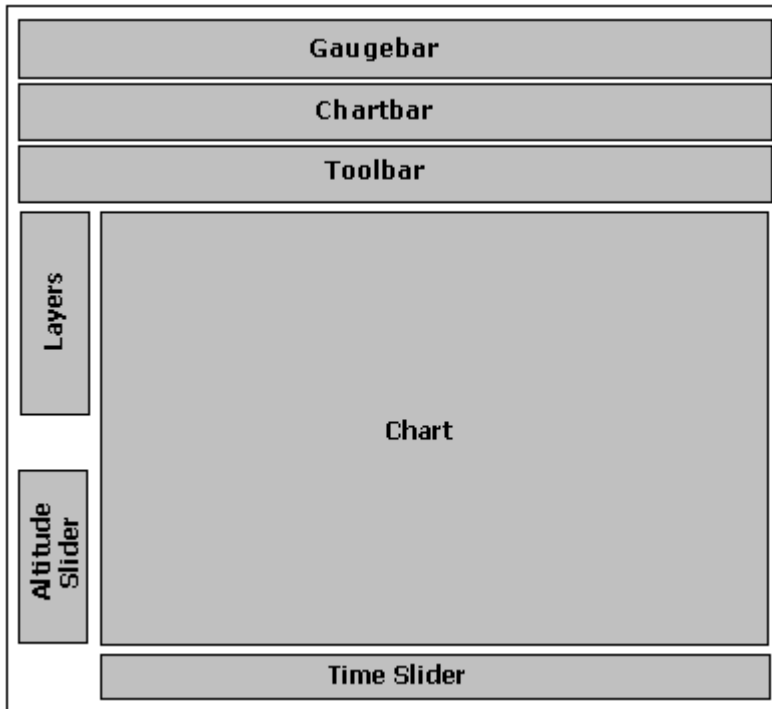 Gaugebar
Chartbar
Toolbar
Layers
Chart
Altitude
Slider
Time Slider